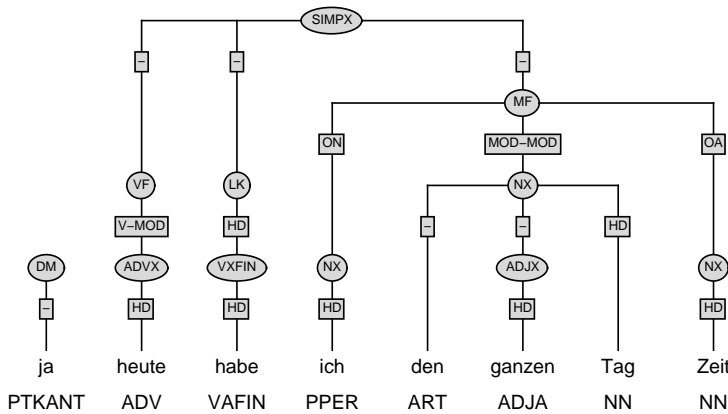 SIMPX
– – –
MF
ON MOD–MOD OA
VF LK NX
V–MOD HD – – HD
DM ADVX VXFIN NX ADJX NX
– HD HD HD HD HD
ja heute habe ich den ganzen Tag Zeit
PTKANT ADV VAFIN PPER ART ADJA NN NN